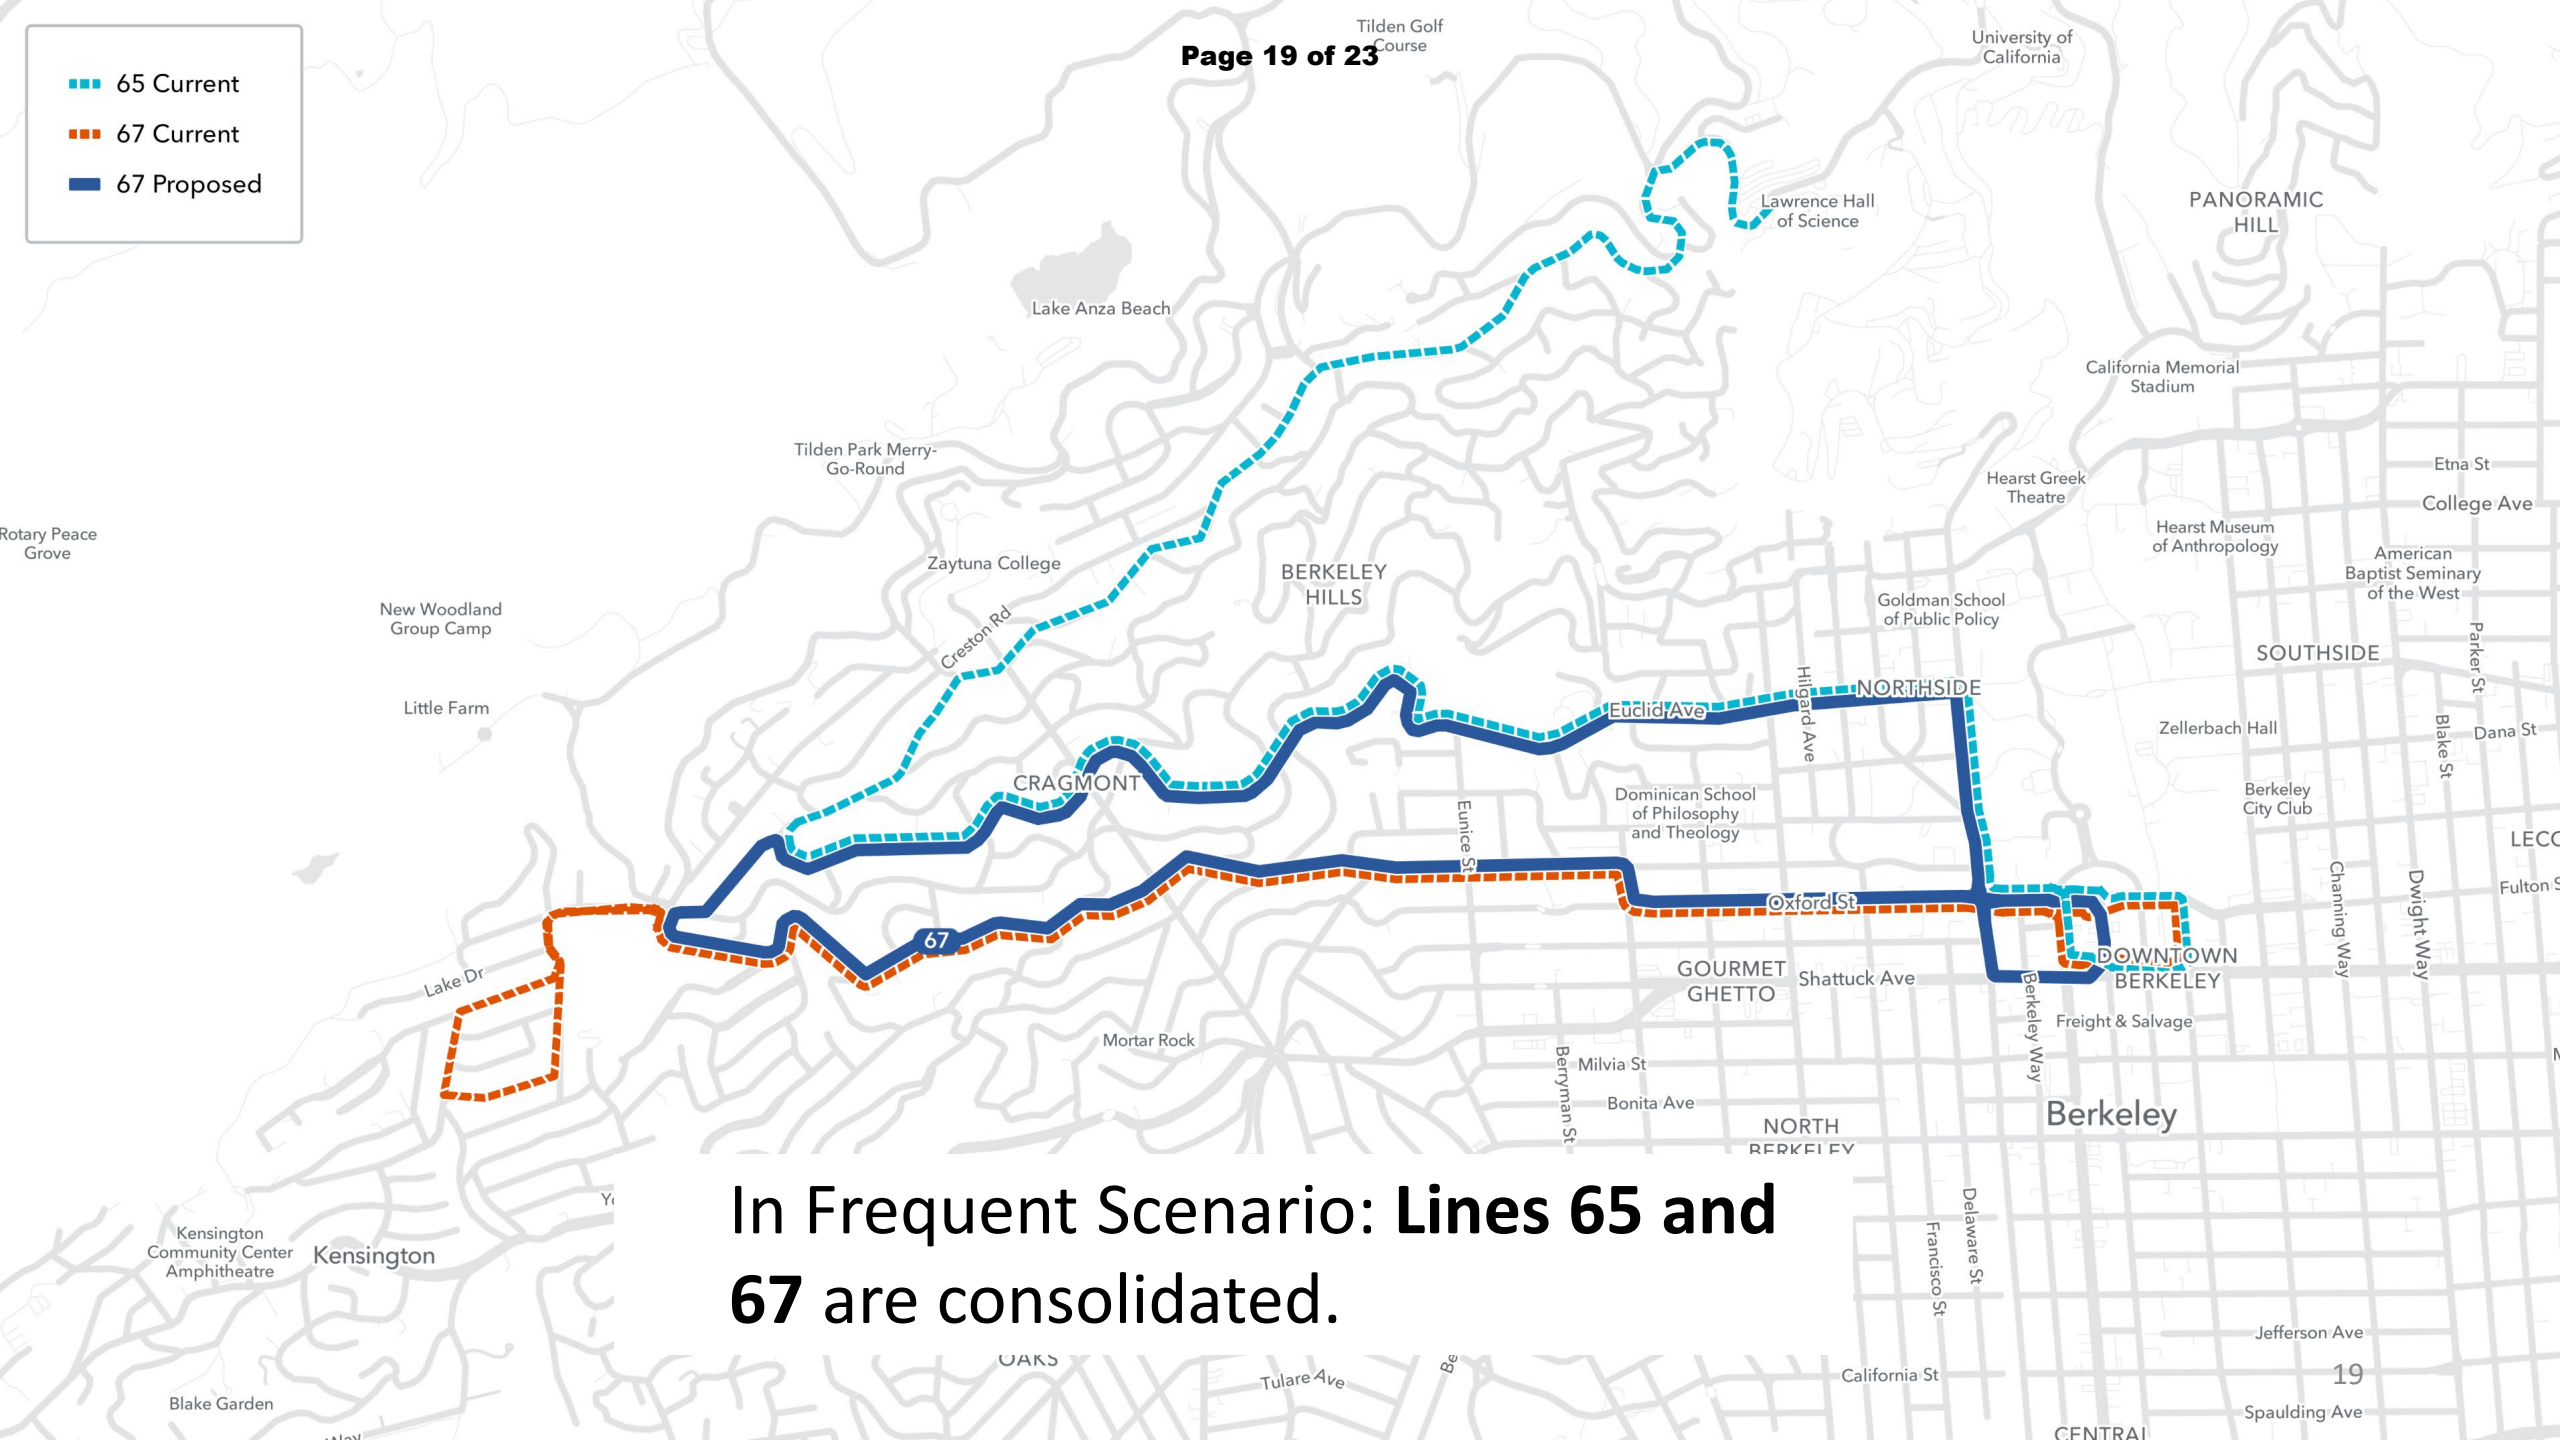 65 Current
67 Current
67 Proposed
Page 19 of 23
Tilden Golf
Course
University of
California
Lawrence Hall
of Science
PANORAMIC
HILL
Lake Anza Beach
California Memorial
Stadium
Tilden Park Merry-
Go-Round
Etna St
Hearst Greek
Theatre
College Ave
Rotary Peace
Grove
Hearst Museum
of Anthropology
American
Baptist Seminary
of the West
Zaytuna College
BERKELEY
HILLS
New Woodland
Group Camp
Creston Rd
Goldman School
of Public Policy
Parker St
SOUTHSIDE
Little Farm
Hilgard Ave
NORTHSIDE
Euclid Ave
Zellerbach Hall
Blake St
Dana St
CRAGMONT
Dominican School
of Philosophy
and Theology
Eunice St
Berkeley
City Club
Channing Way
Dwight Way
Fulton
Oxford St
67
Lake Dr
GOURMET
GHETTO
Shattuck Ave
DOWNTOWN
BERKELEY
Berkeley Way
Freight & Salvage
Mortar Rock
Milvia St
Berryman St
Bonita Ave
Berkeley
NORTH
BERKELEY
In Frequent Scenario: Lines 65 and
67 are consolidated.
Kensington
Community Center
Amphitheatre
Kensington
Francisco St
Delaware St
Jefferson Ave
OAKS
Tulare Ave
California St
19
Blake Garden
Spaulding Ave
CENTRAL